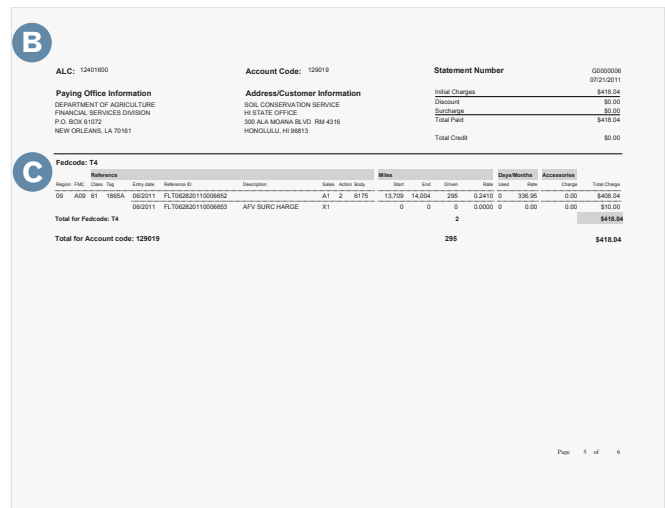 B
ALC: 12401600 Account Code: 129019 Statement Number G0000006
07/21/2011
Paying Office Information Address/Customer Information Initial Charges $418.04
DEPARTMENT OF AGRICULTURE SOIL CONSERVATION SERVICE Discount $0.00
FINANCIAL SERVICES DIVISION HI STATE OFFICE Surcharge $0.00
P.O. BOX 61072 300 ALA MOANA BLVD RM 4316 Total Paid $418.04
NEW ORLEANS, LA 70161 HONOLULU, HI 96813
Total Credit $0.00
C
Fedcode: T4
Reference Miles Days/Months Accessories
Region FMC Class Tag Entry date Reference ID Description Sales Action Body Start End Driven Rate Used Rate Charge Total Charge
09 A09 61 1865A 06/2011 FLT062820110006652 A1 2 6175 13,709 14,004 295 0.2410 0 336.95 0.00 $408.04
06/2011 FLT062820110006653 AFV SURC HARGE X1 0 0 0 0.0000 0 0.00 0.00 $10.00
Total for Fedcode: T4 2 $418.04
Total for Account code: 129019 295 $418.04
Page 5 of 6